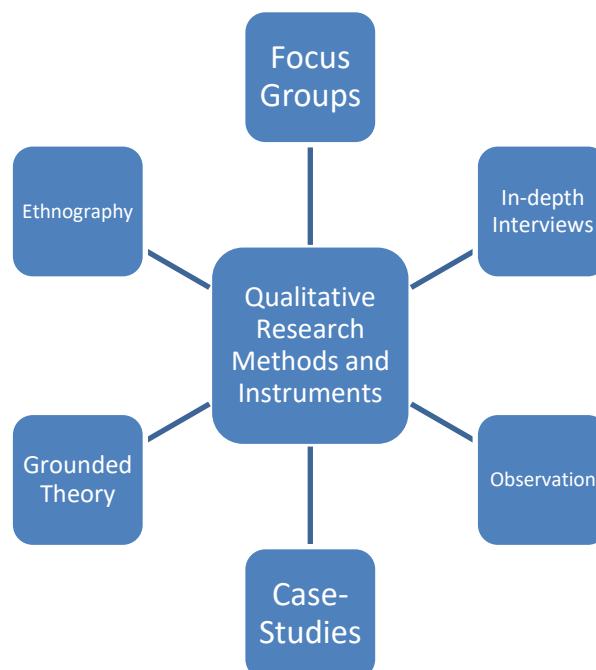 Focus
Groups
Ethnography
In-depth
Interviews
Qualitative
Research
Methods and
Instruments
Grounded
Theory
Observation
Case-
Studies